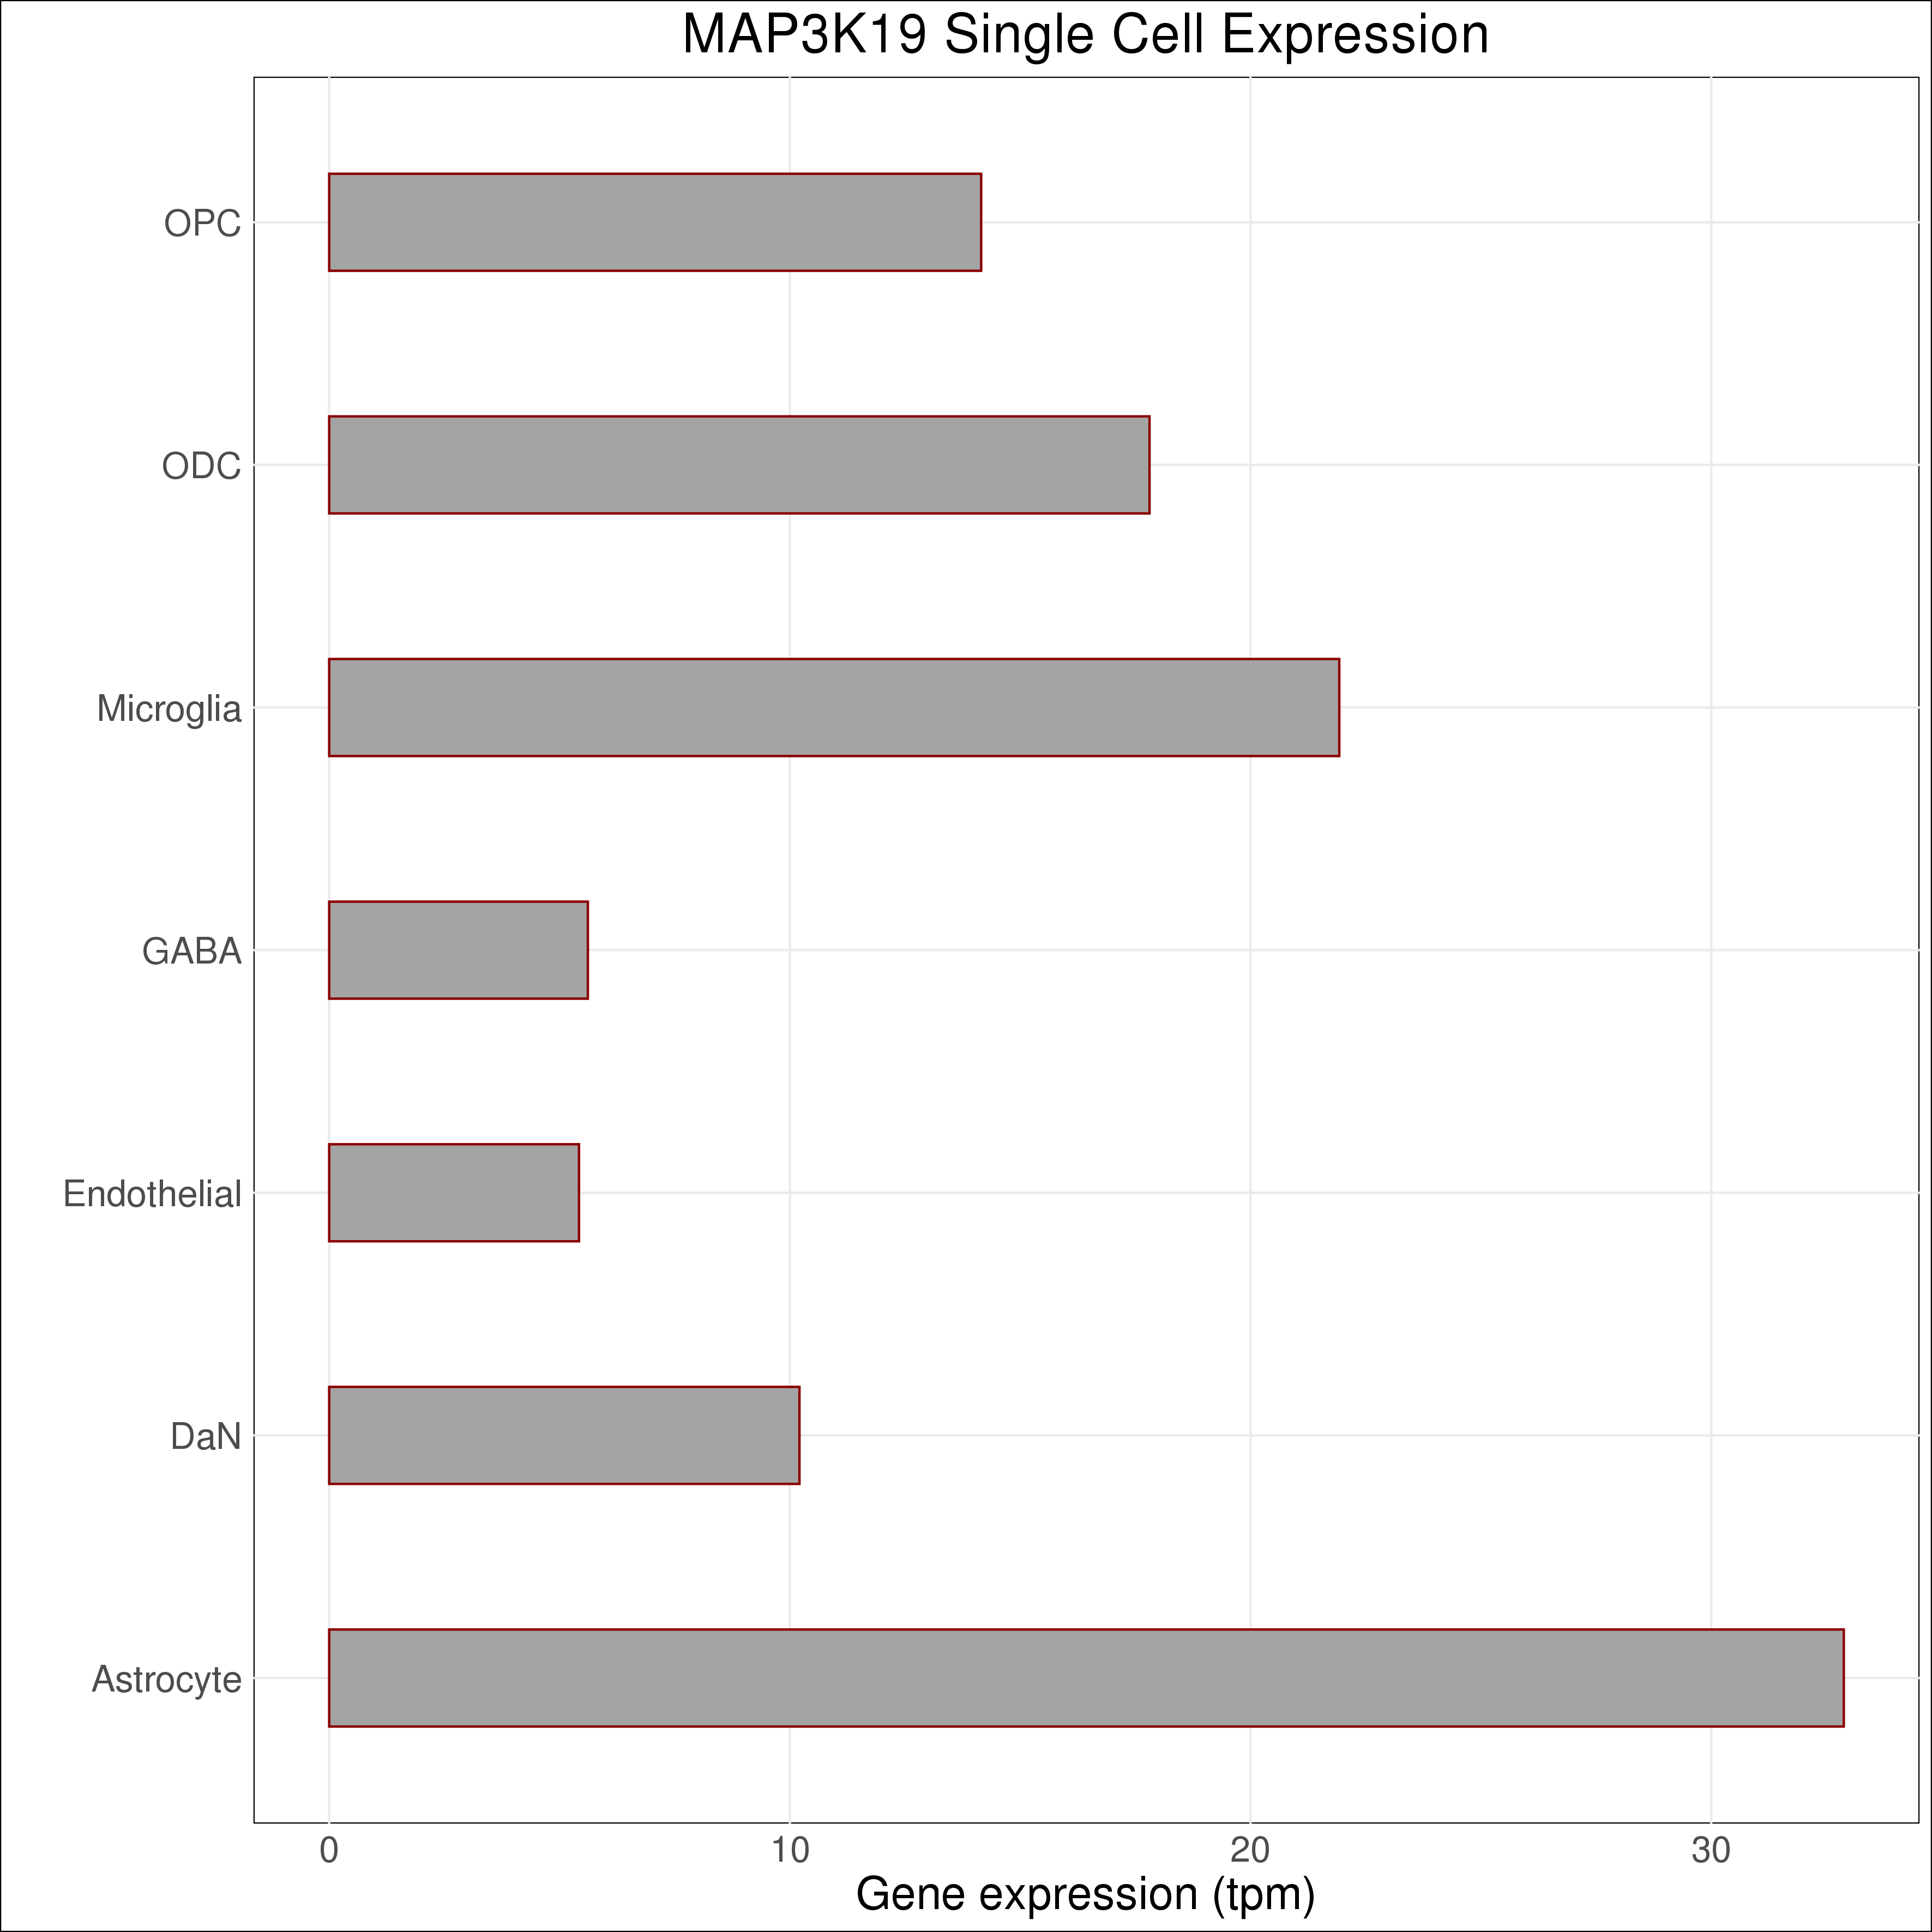 MAP3K19 Single Cell Expression
OPC
ODC
Microglia
GABA
Endothelial
DaN
Astrocyte
0 10 20 30
Gene expression (tpm)